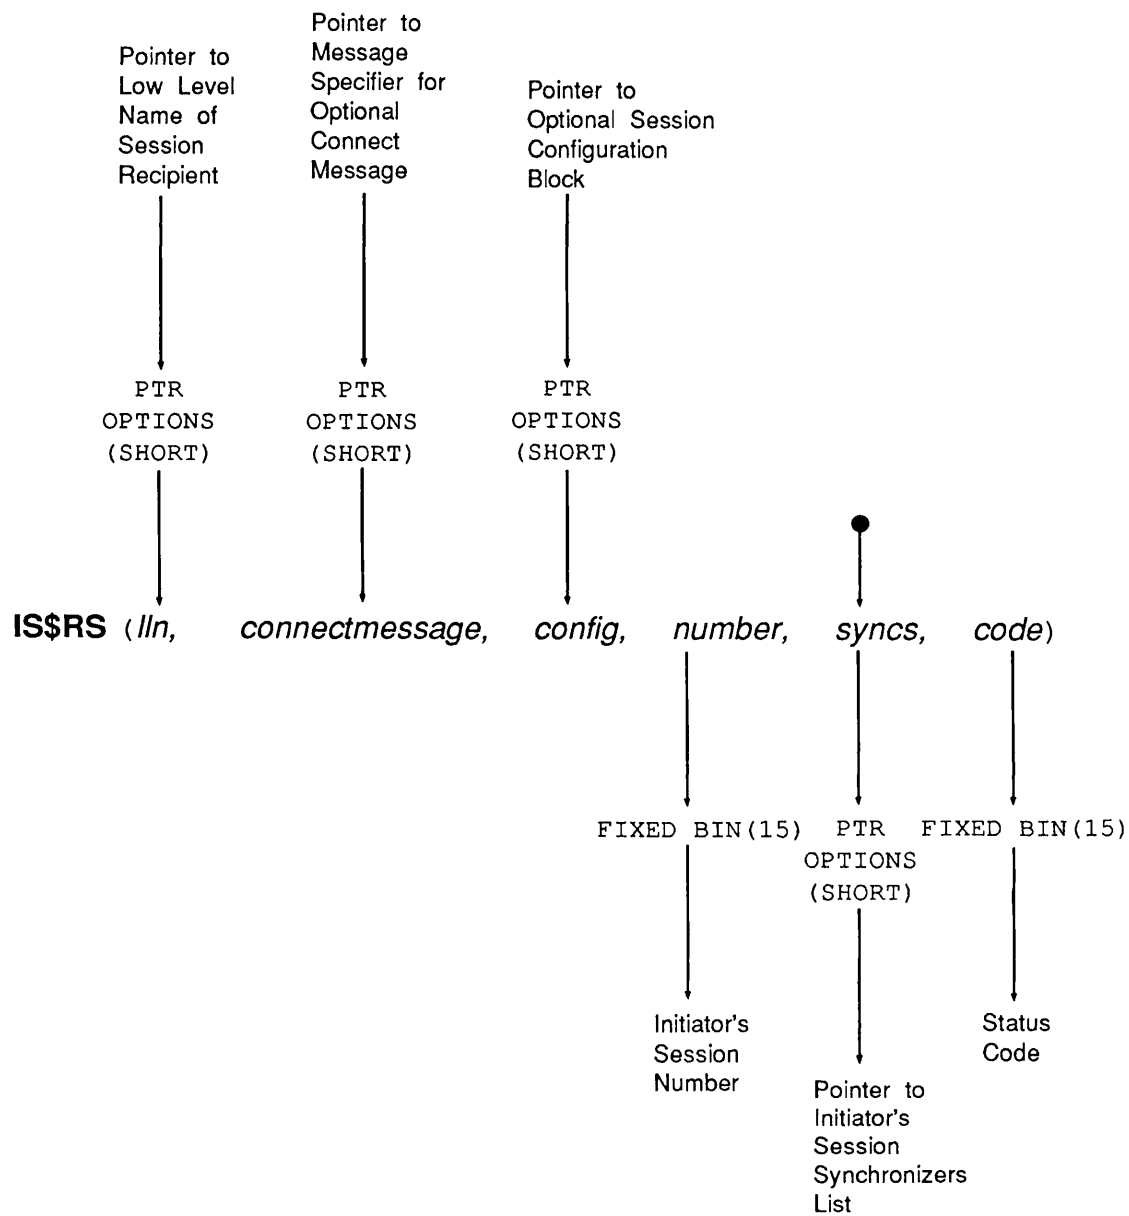 Pointer to
Low Level
Name of
Session
Recipient
Pointer to
Message
Specifier for
Optional
Connect
Message
Pointer to
Optional Session
Configuration
Block
PTR
OPTIONS
(SHORT)
PTR
OPTIONS
(SHORT)
PTR
OPTIONS
(SHORT)
IS$RS (lln, connectmessage, config, number, syncs, code)
FIXED BIN(15)
PTR
OPTIONS
(SHORT)
FIXED BIN(15)
Initiator's
Session
Number
Pointer to
Initiator's
Session
Synchronizers
List
Status
Code